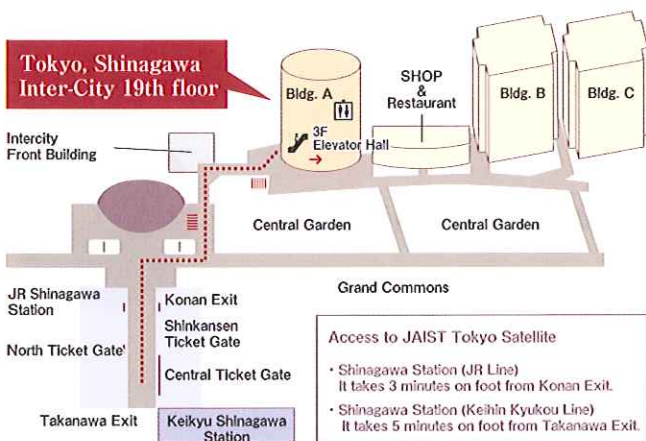 Tokyo, Shinagawa
Inter-City 19th floor
Bldg. A
3F
Elevator Hall
SHOP
&
Restaurant
Bldg. B
Bldg. C
Intercity
Front Building
Central Garden
Central Garden
Grand Commons
JR Shinagawa
Station
Konan Exit
Shinkansen
Ticket Gate
North Ticket Gate
Central Ticket Gate
Takanawa Exit
Keikyu Shinagawa
Station
Access to JAIST Tokyo Satellite
・Shinagawa Station (JR Line)
It takes 3 minutes on foot from Konan Exit.
・Shinagawa Station (Keihin Kyukou Line)
It takes 5 minutes on foot from Takanawa Exit.